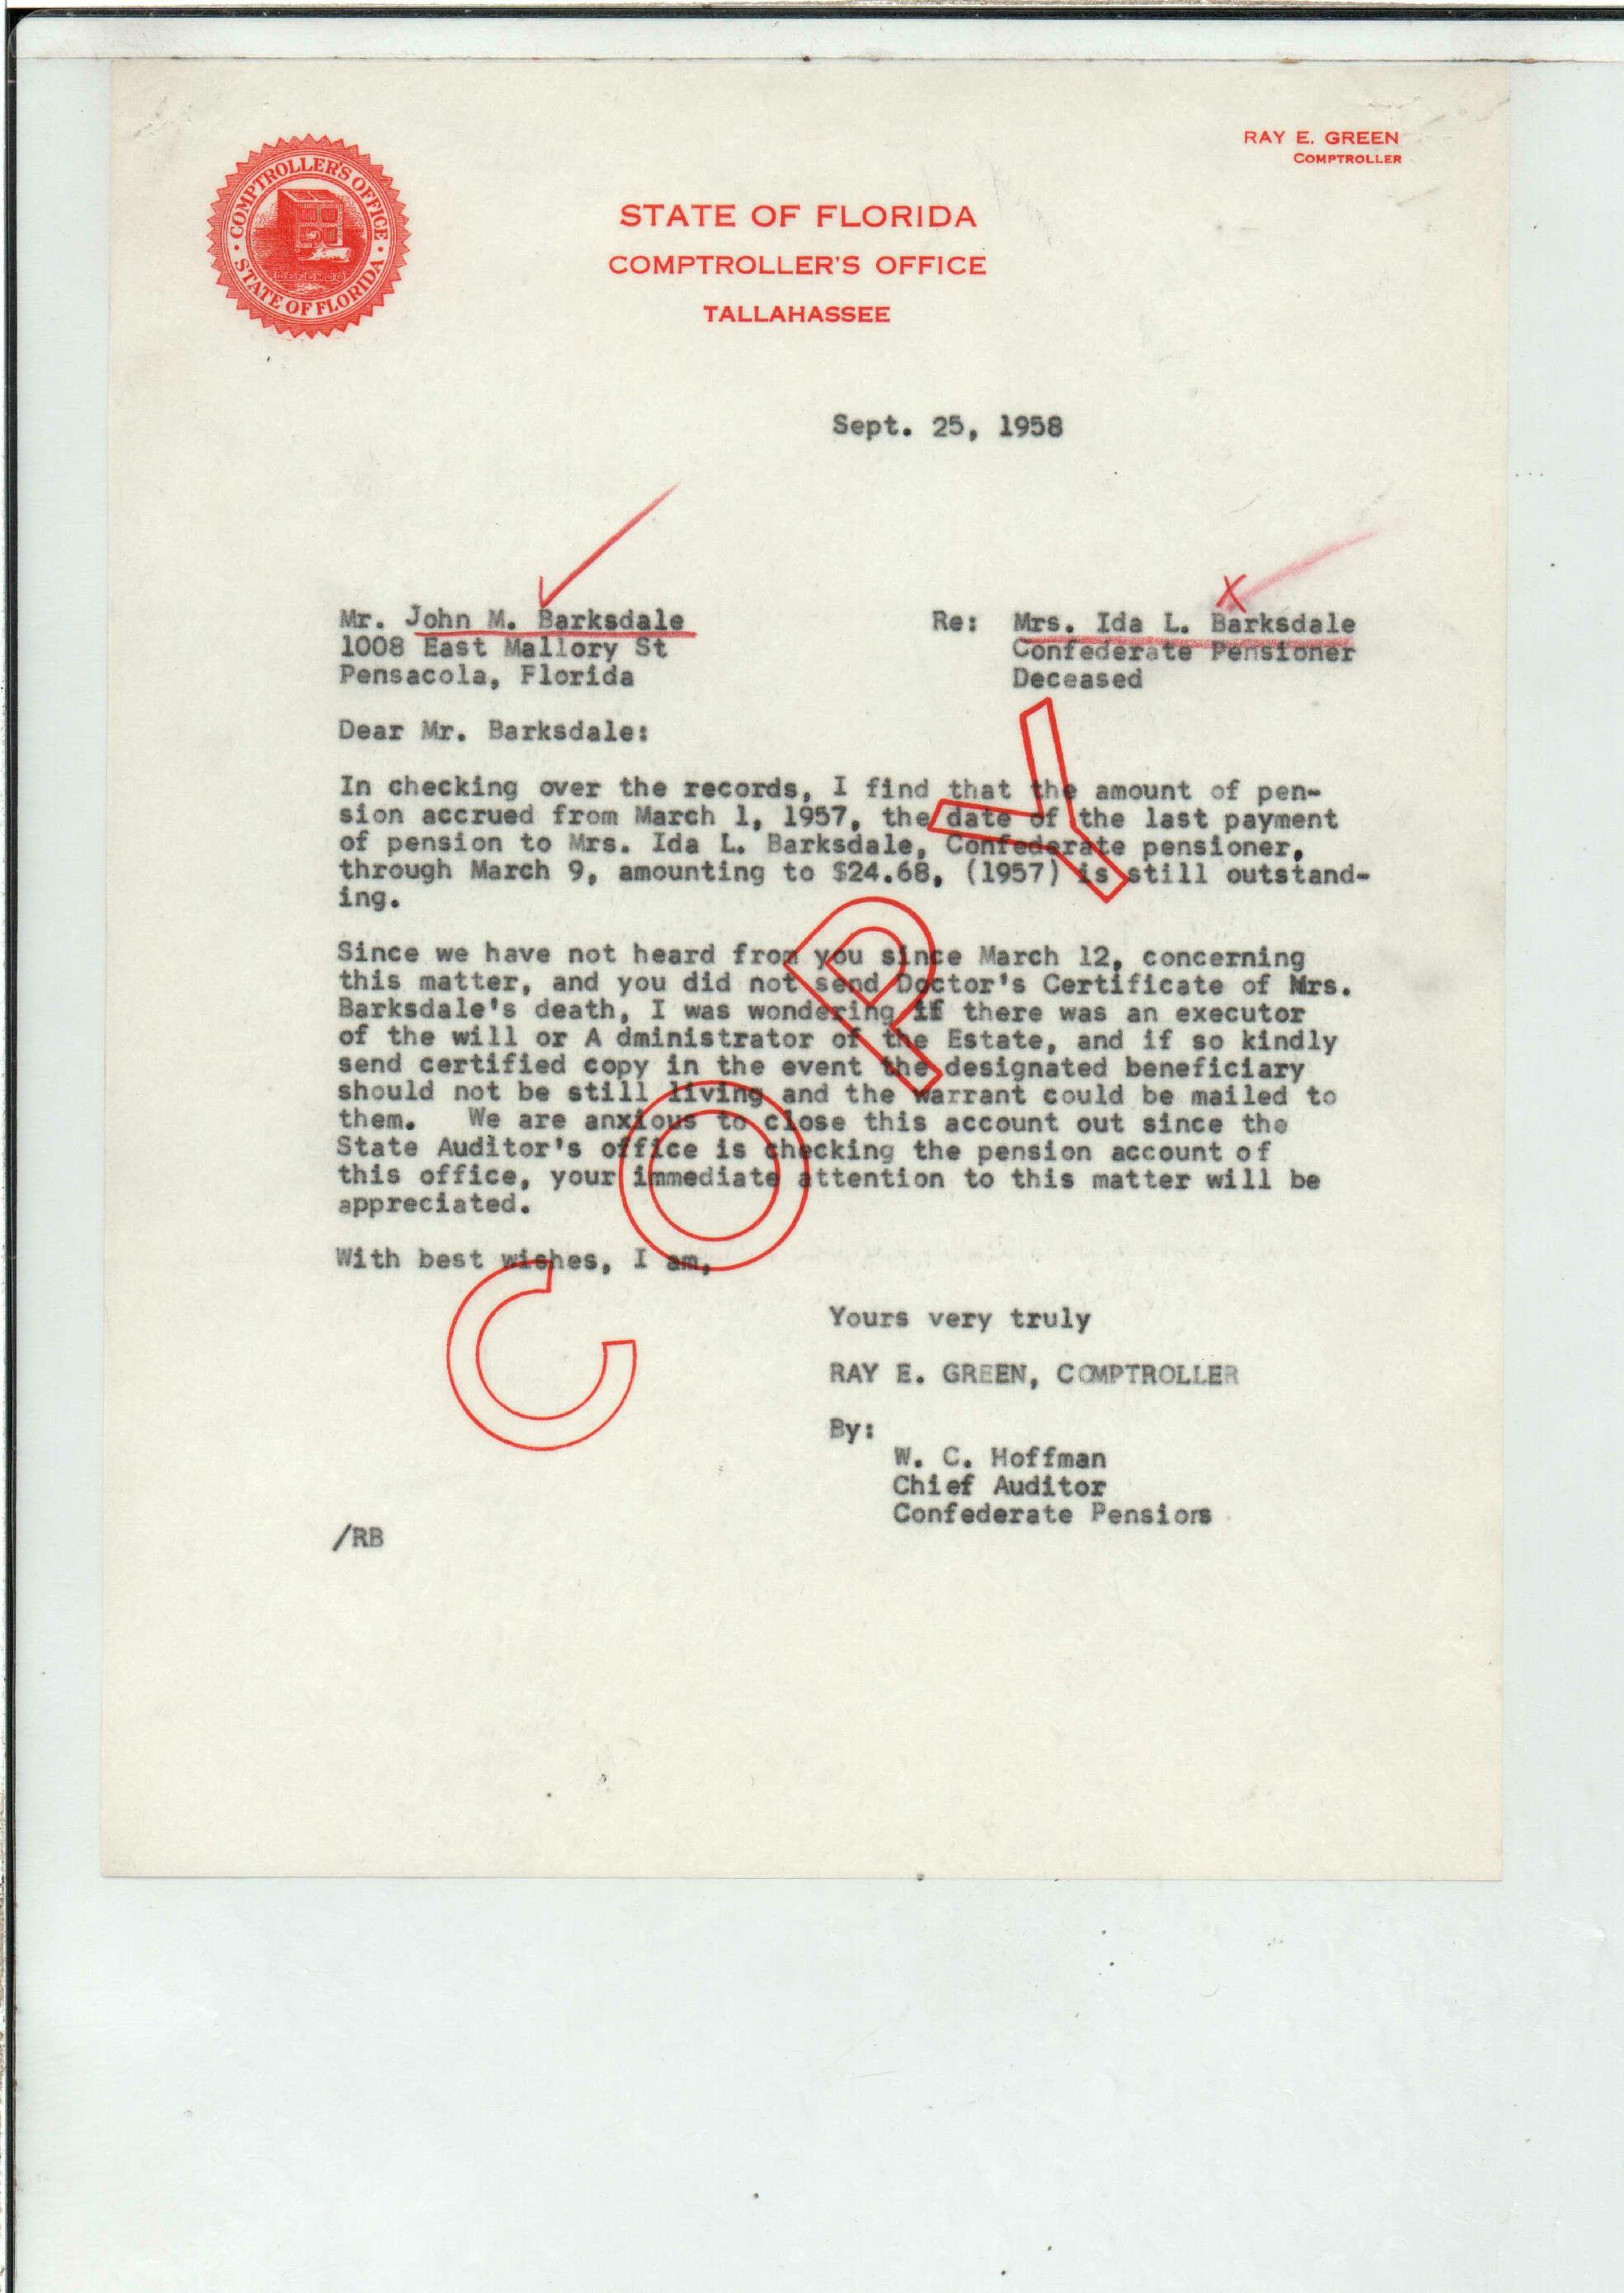 RAY E. GREEN
COMPTROLLER
COMPTROLLER'S OFFICE
STATE OF FLORIDA
STATE OF FLORIDA
COMPTROLLER'S OFFICE
TALLAHASSEE
Sept. 25, 1958
X
Mr. John M. Barksdale
1008 East Mallory St
Pensacola, Florida
Re: Mrs. Ida L. Barksdale
Confederate Pensioner
Deceased
Dear Mr. Barksdale:
In checking over the records, I find that the amount of pen-
sion accrued from March 1, 1957, the date of the last payment
of pension to Mrs. Ida L. Barksdale, Confederate pensioner,
through March 9, amounting to $24.68, (1957) is still outstand-
ing.
Since we have not heard from you since March 12, concerning
this matter, and you did not send Doctor's Certificate of Mrs.
Barksdale's death, I was wondering if there was an executor
of the will or A dministrator of the Estate, and if so kindly
send certified copy in the event the designated beneficiary
should not be still living and the warrant could be mailed to
them. We are anxious to close this account out since the
State Auditor's office is checking the pension account of
this office, your immediate attention to this matter will be
appreciated.
With best wishes, I am,
COPY
Yours very truly
RAY E. GREEN, COMPTROLLER
By:
W. C. Hoffman
Chief Auditor
Confederate Pensions
/RB